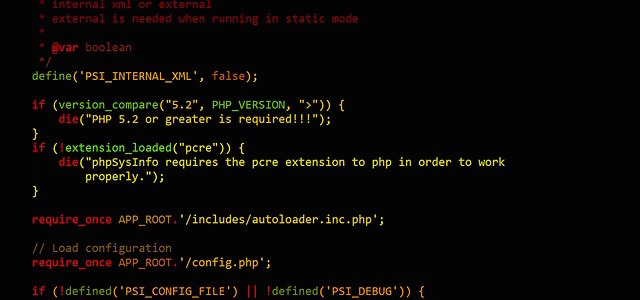 * internal xml or external
* external is needed when running in static mode
*
* @var boolean
*/
define('PSI_INTERNAL_XML', false);
if (version_compare("5.2", PHP_VERSION, ">")) {
die("PHP 5.2 or greater is required!!!");
}
if (!extension_loaded("pcre")) {
die("phpSysInfo requires the pcre extension to php in order to work
properly.");
}
require_once APP_ROOT.'/includes/autoloader.inc.php';
// Load configuration
require_once APP_ROOT.'/config.php';
if (!defined('PSI_CONFIG_FILE') || !defined('PSI_DEBUG')) {